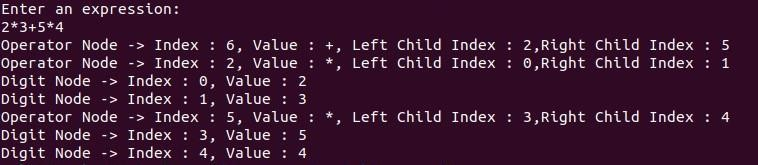 Enter an expression:
2*3+5*4
Operator Node -> Index : 6, Value : +, Left Child Index : 2,Right Child Index : 5
Operator Node -> Index : 2, Value : *, Left Child Index : 0,Right Child Index : 1
Digit Node -> Index : 0, Value : 2
Digit Node -> Index : 1, Value : 3
Operator Node -> Index : 5, Value : *, Left Child Index : 3,Right Child Index : 4
Digit Node -> Index : 3, Value : 5
Digit Node -> Index : 4, Value : 4